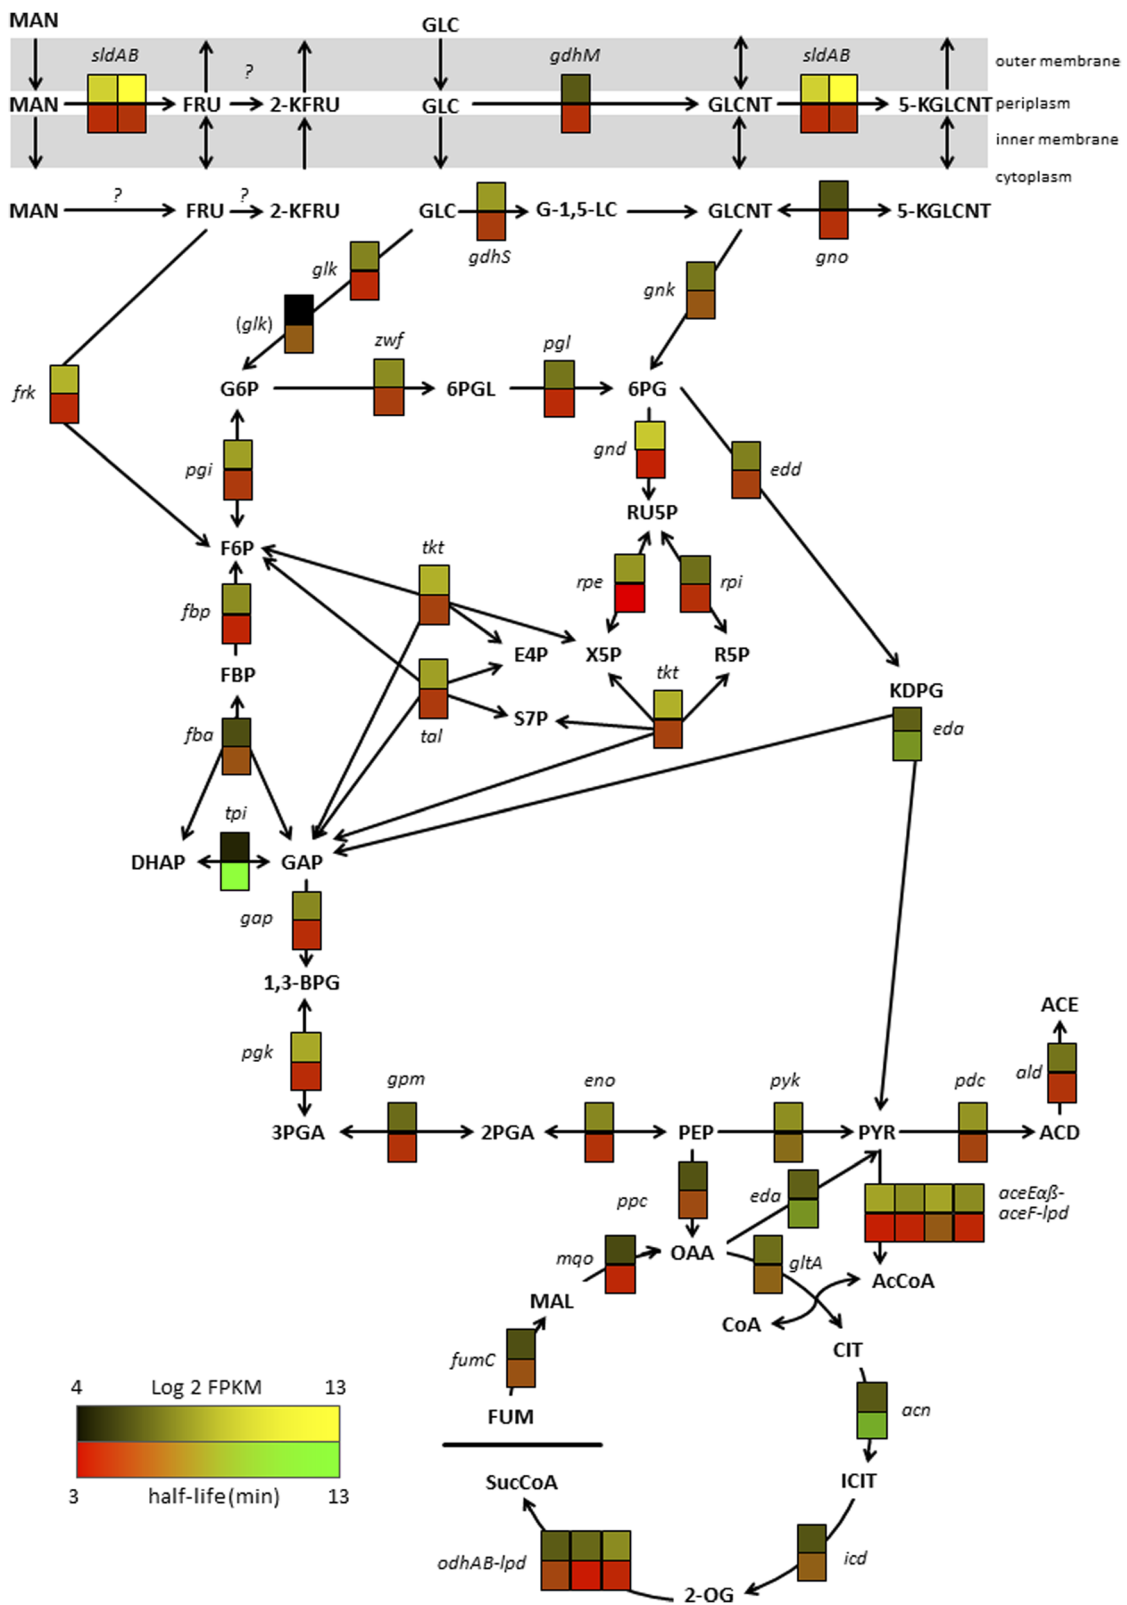 MAN
GLC
sldAB
?
gdhM
sldAB
outer membrane
MAN
FRU
2-KFRU
GLC
GLCNT
5-KGLCNT
periplasm
inner membrane
cytoplasm
MAN
?
FRU
?
2-KFRU
GLC
G-1,5-LC
GLCNT
5-KGLCNT
gdhS
gno
glk
gnk
(glk)
zwf
pgl
frk
G6P
6PGL
6PG
gnd
pgi
edd
RU5P
F6P
tkt
rpe
rpi
fbp
E4P
X5P
R5P
FBP
tkt
KDPG
S7P
fba
tal
eda
tpi
DHAP
GAP
gap
1,3-BPG
ACE
pgk
gpm
eno
pyk
pdc
ald
3PGA
2PGA
PEP
PYR
ACD
ppc
eda
aceEαß-
aceF-lpd
mqo
OAA
gltA
AcCoA
MAL
CoA
CIT
fumC
4 Log 2 FPKM 13
acn
FUM
SucCoA
ICIT
3 half-life(min) 13
odhAB-lpd
icd
2-OG